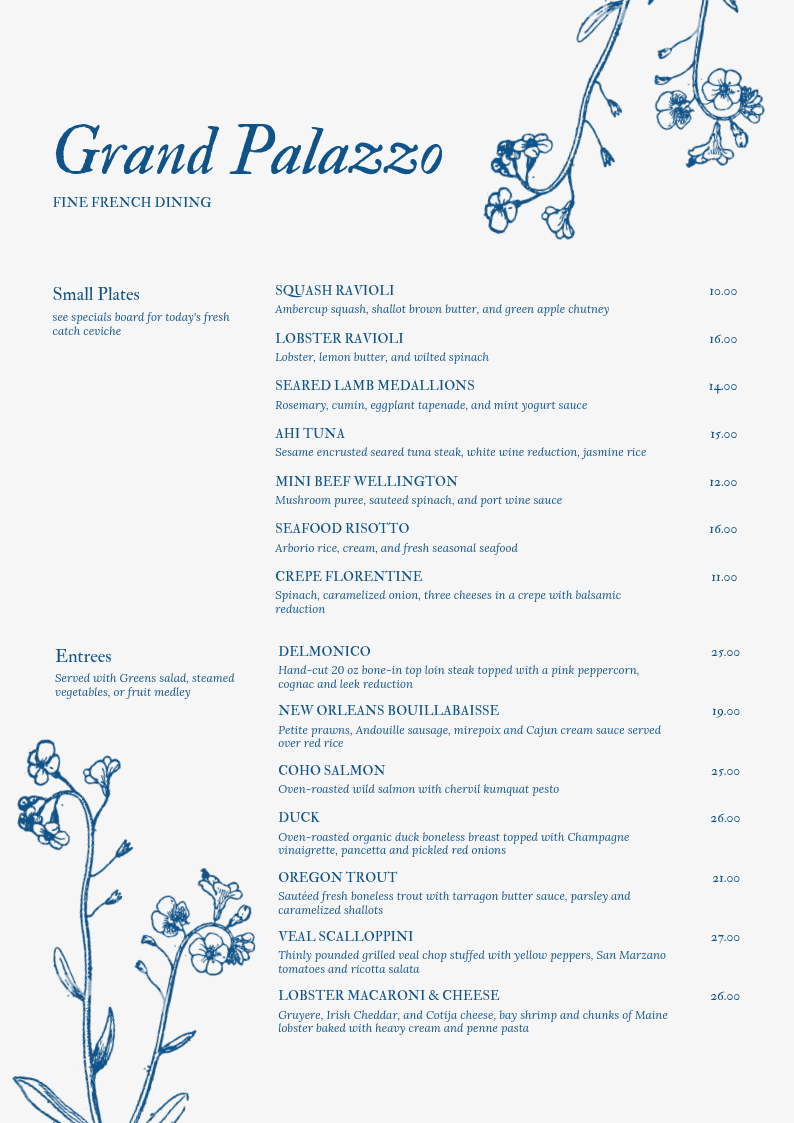 Grand Palazzo
FINE FRENCH DINING
Small Plates
see specials board for today's fresh
catch ceviche
SQUASH RAVIOLI 10.00
Ambercup squash, shallot brown butter, and green apple chutney
LOBSTER RAVIOLI 16.00
Lobster, lemon butter, and wilted spinach
SEARED LAMB MEDALLIONS 14.00
Rosemary, cumin, eggplant tapenade, and mint yogurt sauce
AHI TUNA 15.00
Sesame encrusted seared tuna steak, white wine reduction, jasmine rice
MINI BEEF WELLINGTON 12.00
Mushroom puree, sauteed spinach, and port wine sauce
SEAFOOD RISOTTO 16.00
Arborio rice, cream, and fresh seasonal seafood
CREPE FLORENTINE 11.00
Spinach, caramelized onion, three cheeses in a crepe with balsamic
reduction
Entrees
Served with Greens salad, steamed
vegetables, or fruit medley
DELMONICO 25.00
Hand-cut 20 oz bone-in top loin steak topped with a pink peppercorn,
cognac and leek reduction
NEW ORLEANS BOUILLABAISSE 19.00
Petite prawns, Andouille sausage, mirepoix and Cajun cream sauce served
over red rice
COHO SALMON 25.00
Oven-roasted wild salmon with chervil kumquat pesto
DUCK 26.00
Oven-roasted organic duck boneless breast topped with Champagne
vinaigrette, pancetta and pickled red onions
OREGON TROUT 21.00
Sautéed fresh boneless trout with tarragon butter sauce, parsley and
caramelized shallots
VEAL SCALLOPPINI 27.00
Thinly pounded grilled veal chop stuffed with yellow peppers, San Marzano
tomatoes and ricotta salata
LOBSTER MACARONI & CHEESE 26.00
Gruyere, Irish Cheddar, and Cotija cheese, bay shrimp and chunks of Maine
lobster baked with heavy cream and penne pasta